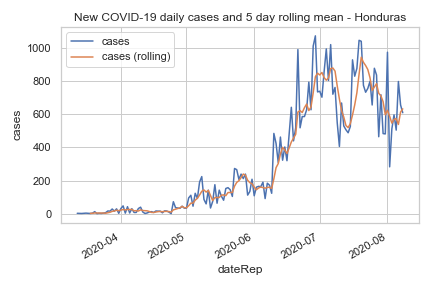 New COVID-19 daily cases and 5 day rolling mean - Honduras
cases
cases (rolling)
1000
800
600
400
200
0
cases
2020-04
2020-05
2020-06
2020-07
2020-08
dateRep